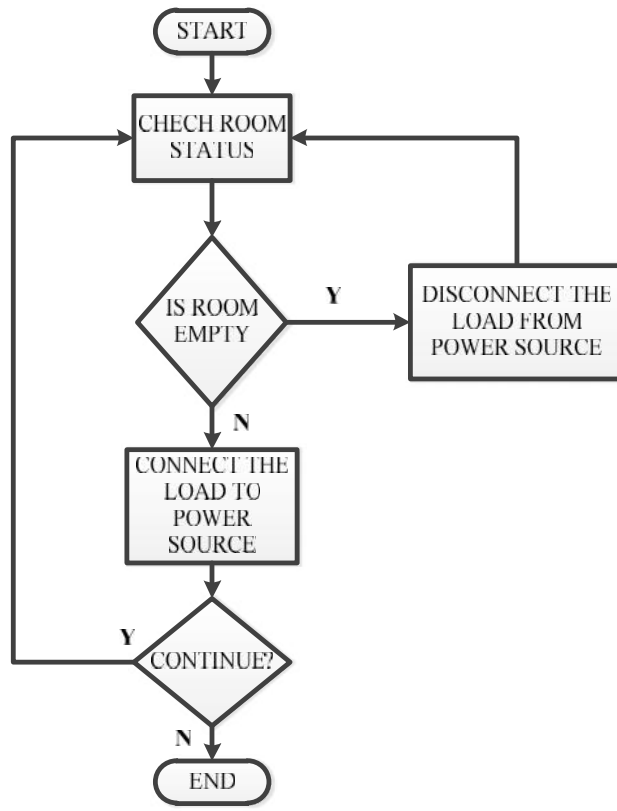 START
CHECH ROOM
STATUS
IS ROOM
EMPTY
Y
DISCONNECT THE
LOAD FROM
POWER SOURCE
N
CONNECT THE
LOAD TO
POWER
SOURCE
Y
CONTINUE?
N
END